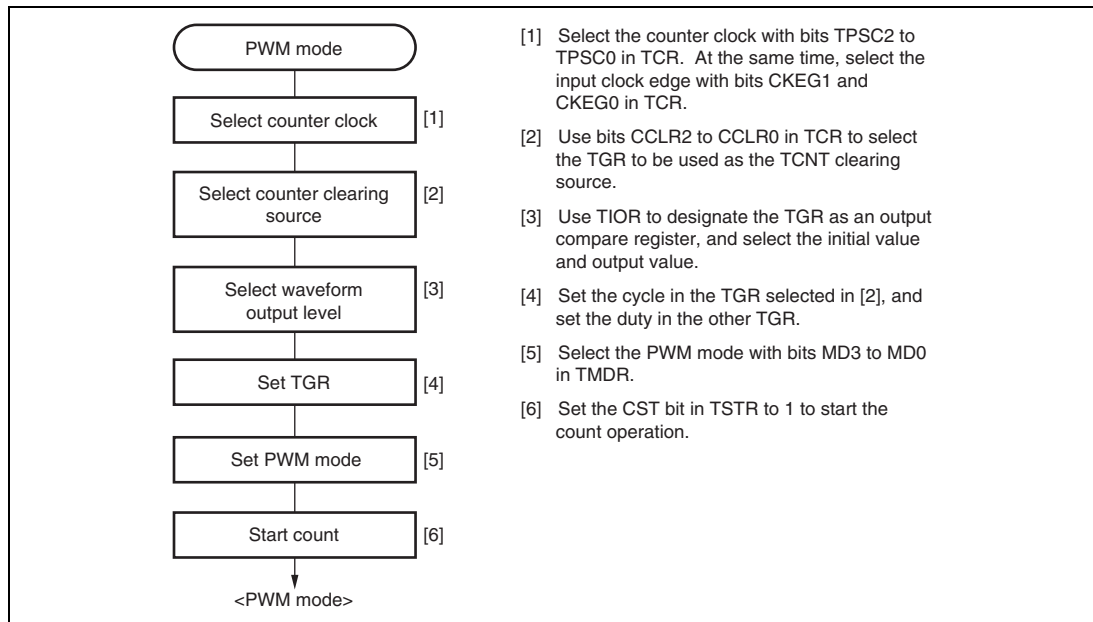 PWM mode
Select counter clock
[1]
Select counter clearing
source
[2]
Select waveform
output level
[3]
Set TGR
[4]
Set PWM mode
[5]
Start count
[6]
<PWM mode>
[1] Select the counter clock with bits TPSC2 to
TPSC0 in TCR. At the same time, select the
input clock edge with bits CKEG1 and
CKEG0 in TCR.
[2] Use bits CCLR2 to CCLR0 in TCR to select
the TGR to be used as the TCNT clearing
source.
[3] Use TIOR to designate the TGR as an output
compare register, and select the initial value
and output value.
[4] Set the cycle in the TGR selected in [2], and
set the duty in the other TGR.
[5] Select the PWM mode with bits MD3 to MD0
in TMDR.
[6] Set the CST bit in TSTR to 1 to start the
count operation.